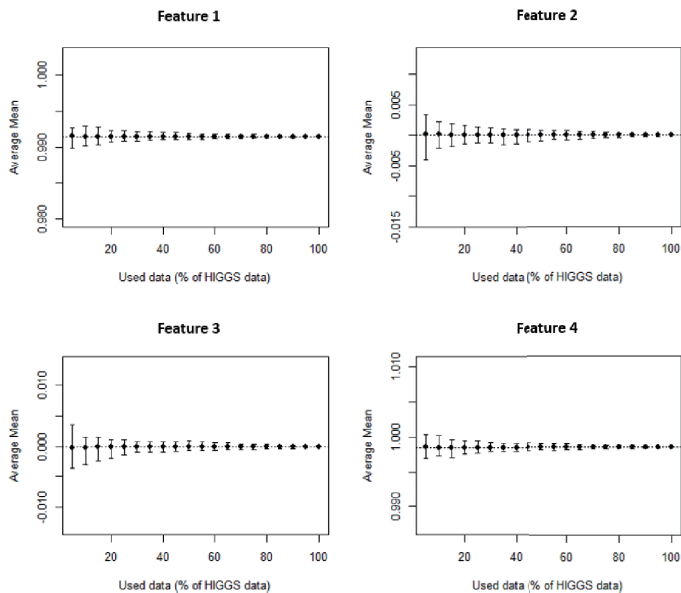 Feature 1
Average Mean
1.000
0.990
0.980
20 40 60 80 100
Used data (% of HIGGS data)
Feature 2
Average Mean
0.005
-0.005
-0.015
20 40 60 80 100
Used data (% of HIGGS data)
Feature 3
Average Mean
0.010
0.000
-0.010
20 40 60 80 100
Used data (% of HIGGS data)
Feature 4
Average Mean
1.010
1.000
0.990
20 40 60 80 100
Used data (% of HIGGS data)